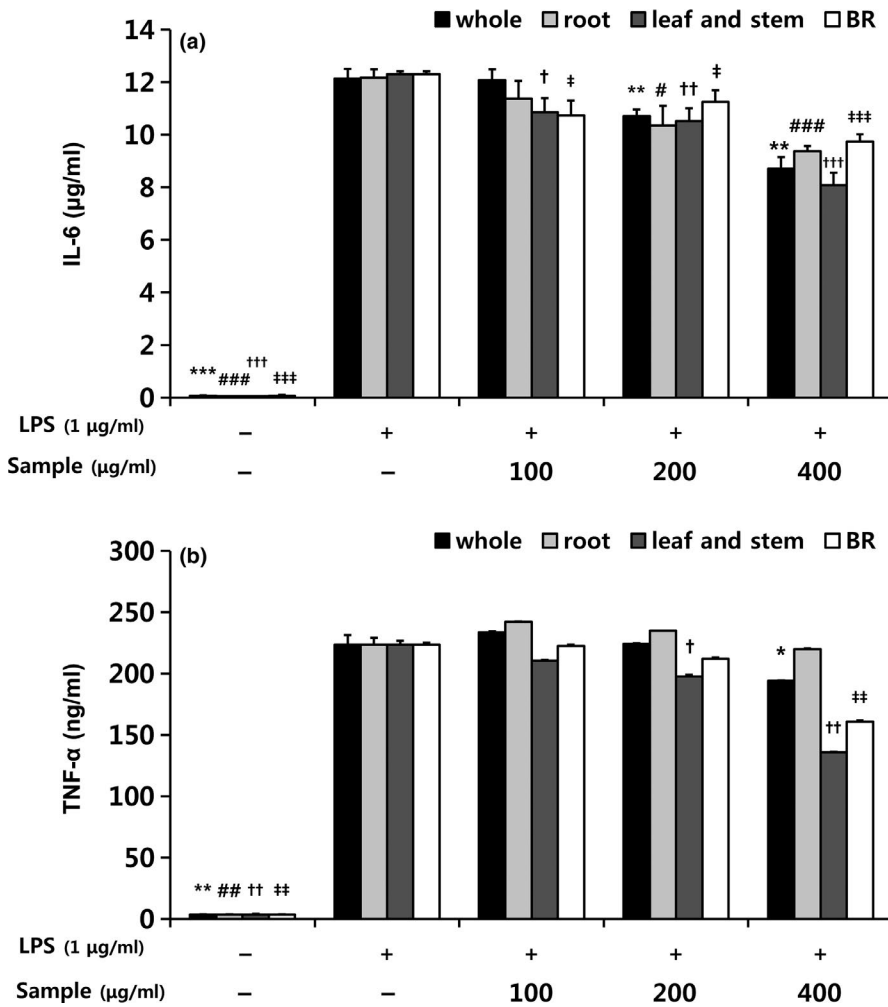 whole root leaf and stem BR
(a)
14
12
10
8
6
4
2
0
IL-6 (µg/ml)
† ‡
** # †† ‡
** ### ††† ‡‡‡
*** ### ††† ‡‡‡
LPS (1 µg/ml) – + + + +
Sample (µg/ml) – – 100 200 400
whole root leaf and stem BR
(b)
300
250
200
150
100
50
0
TNF-α (ng/ml)
†
* †† ‡‡
** ## †† ‡‡
LPS (1 µg/ml) – + + + +
Sample (µg/ml) – – 100 200 400